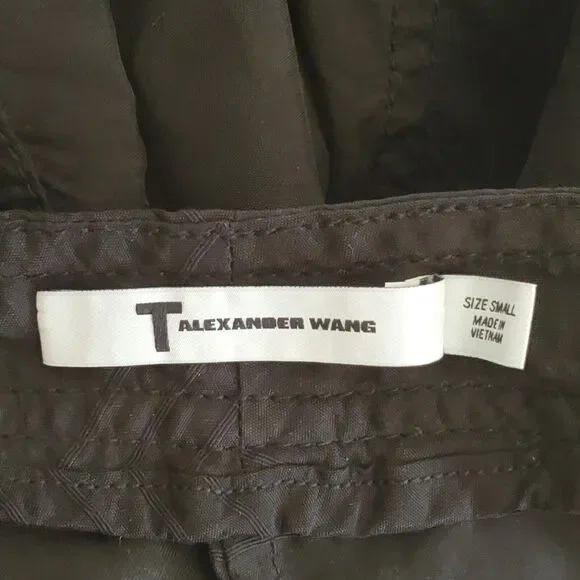 T ALEXANDER WANG
SIZE SMALL
MADE IN
VIETNAM